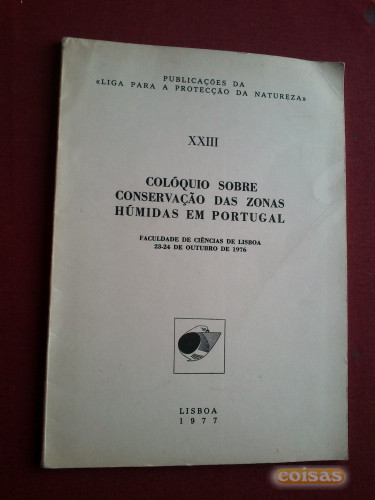 PUBLICAÇÕES DA
«LIGA PARA A PROTECÇÃO DA NATUREZA»
XXIII
COLÓQUIO SOBRE
CONSERVAÇÃO DAS ZONAS
HÚMIDAS EM PORTUGAL
FACULDADE DE CIÊNCIAS DE LISBOA
23-24 DE OUTUBRO DE 1976
LISBOA
1977
coisas